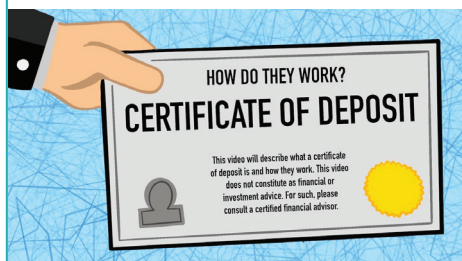 HOW DO THEY WORK?
CERTIFICATE OF DEPOSIT
This video will describe what a certificate
of deposit is and how they work. This video
does not constitute as financial or
investment advice. For such, please
consult a certified financial advisor.